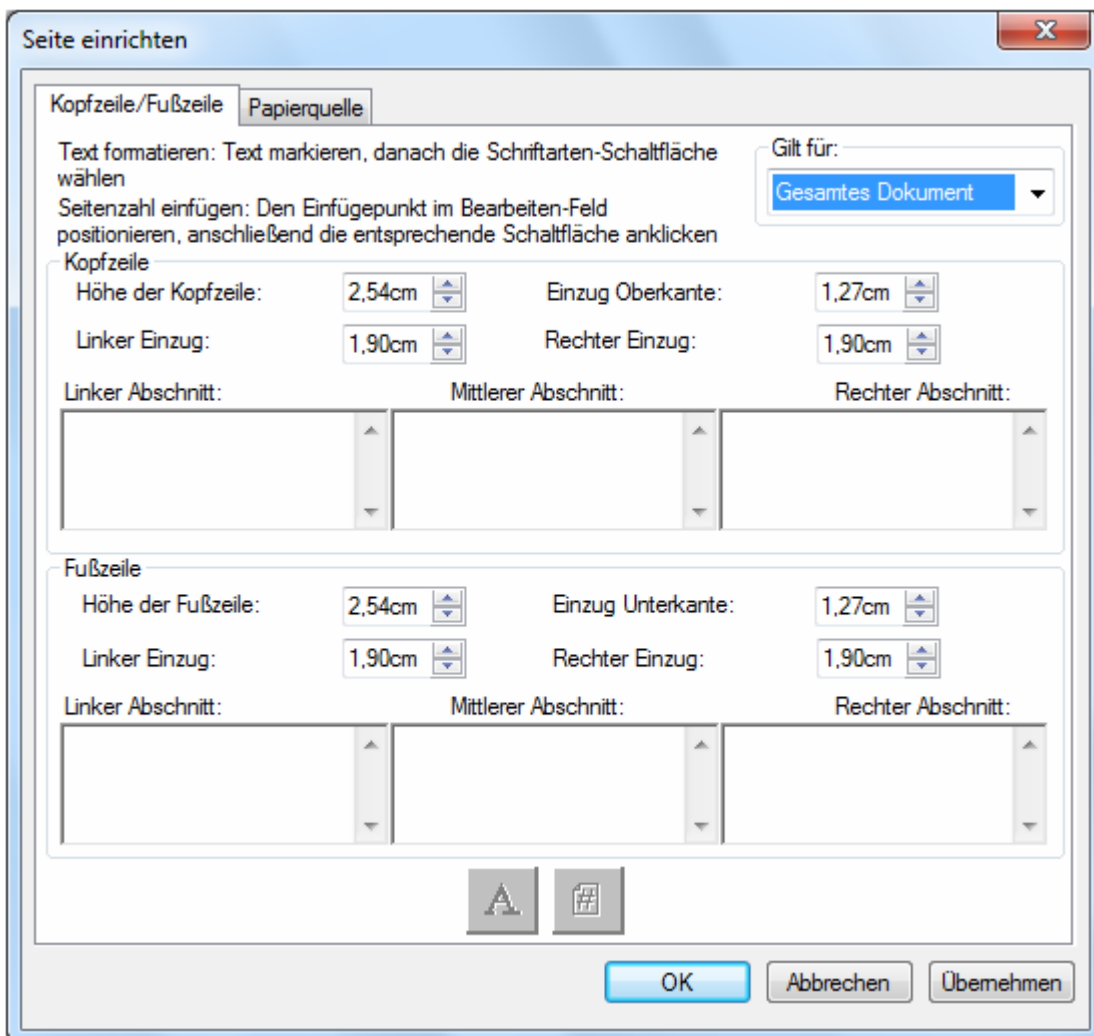 Seite einrichten
Kopfzeile/Fußzeile Papierquelle
Text formatieren: Text markieren, danach die Schriftarten-Schaltfläche
wählen
Seitenzahl einfügen: Den Einfügepunkt im Bearbeiten-Feld
positionieren, anschließend die entsprechende Schaltfläche anklicken
Gilt für:
Gesamtes Dokument
Kopfzeile
Höhe der Kopfzeile: 2,54cm Einzug Oberkante: 1,27cm
Linker Einzug: 1,90cm Rechter Einzug: 1,90cm
Linker Abschnitt: Mittlerer Abschnitt: Rechter Abschnitt:
Fußzeile
Höhe der Fußzeile: 2,54cm Einzug Unterkante: 1,27cm
Linker Einzug: 1,90cm Rechter Einzug: 1,90cm
Linker Abschnitt: Mittlerer Abschnitt: Rechter Abschnitt:
A #
OK Abbrechen Übernehmen